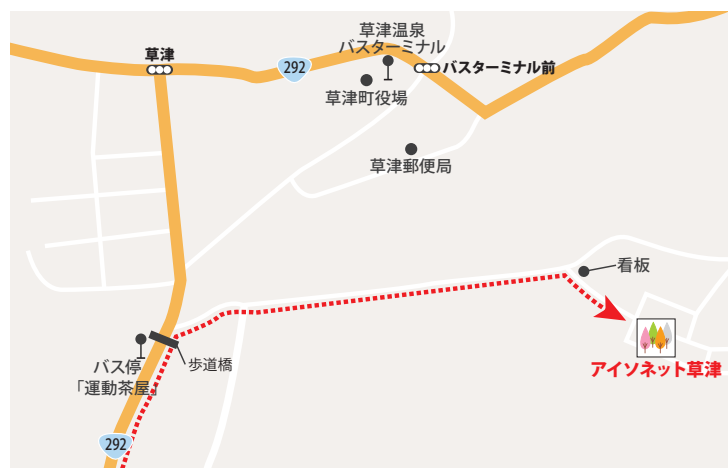 草津温泉
バスターミナル
草津
292
バスターミナル前
草津町役場
草津郵便局
看板
バス停
「運動茶屋」
歩道橋
アイソネット草津
292